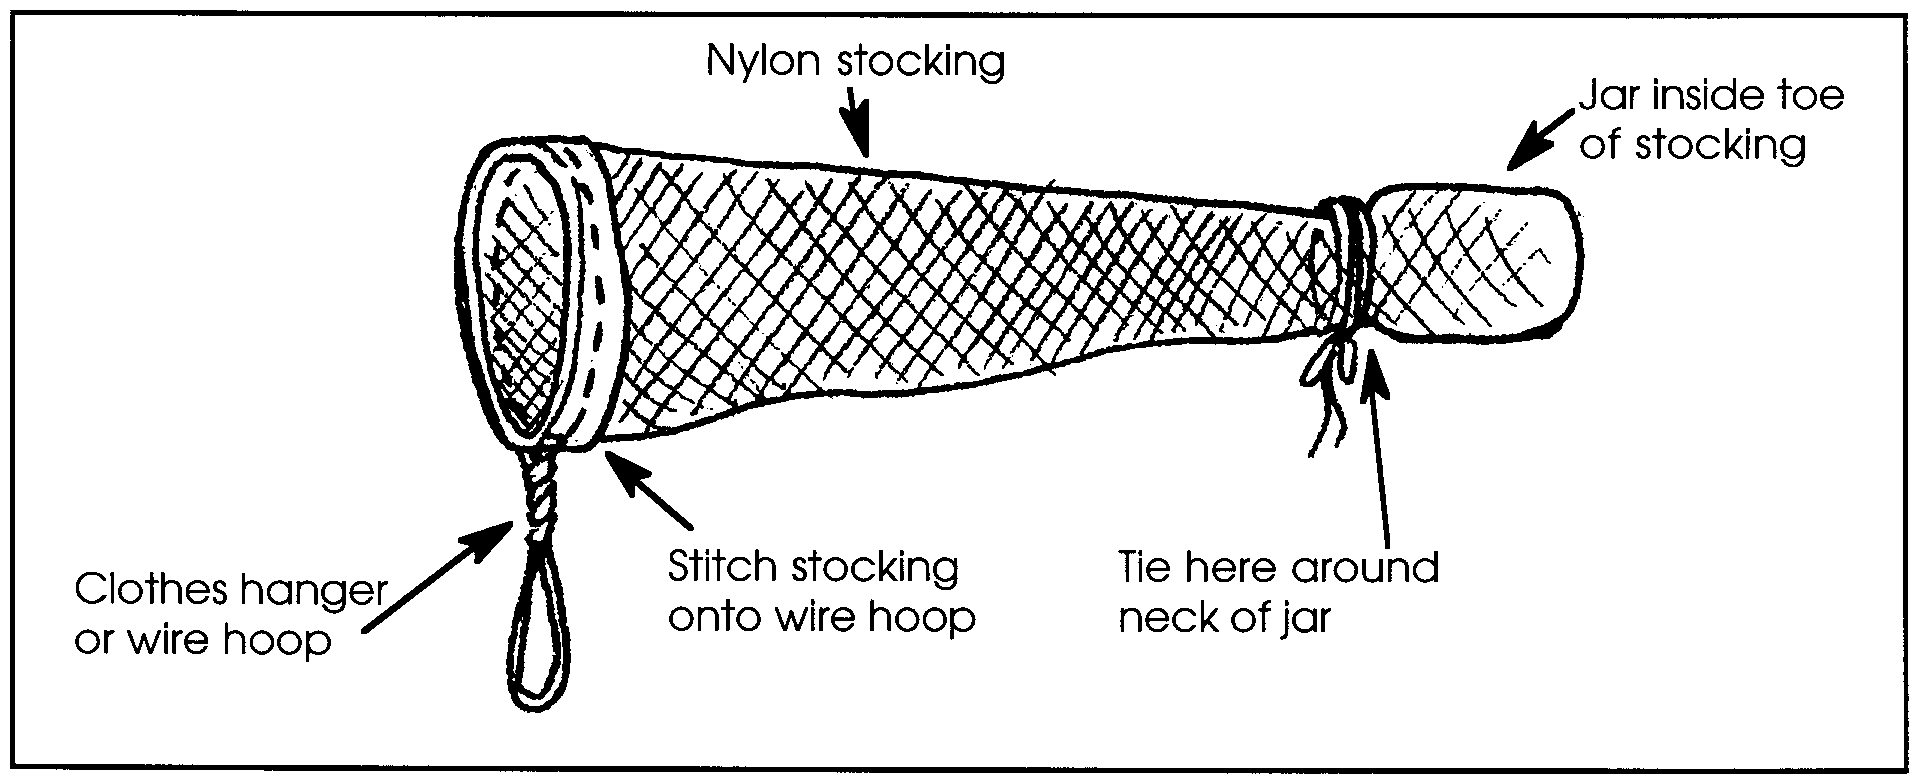 Nylon stocking
Jar inside toe
of stocking
Clothes hanger
or wire hoop
Stitch stocking
onto wire hoop
Tie here around
neck of jar